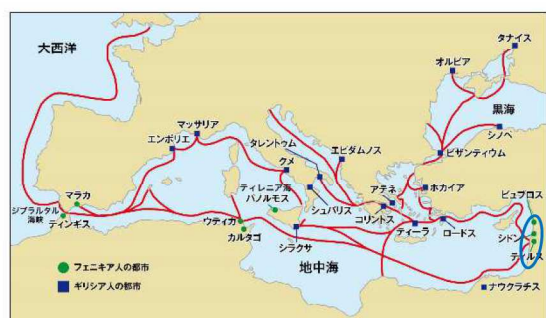 大西洋
タナイス
オルビア
黒海
マッサリア
エンポリエ
タレントゥム
エピダムノス
シノペ
ビザンティウム
クメ
アテネ
ホカイア
ビュブロス
マラカ
ティレニア海
パノルモス
シュバリス
コリントス
ジブラルタル
海峡
ティンギス
ウティカ
カルタゴ
シラクサ
ティーラ
ロードス
シドン
ティルス
地中海
フェニキア人の都市
ギリシア人の都市
ナウクラチス